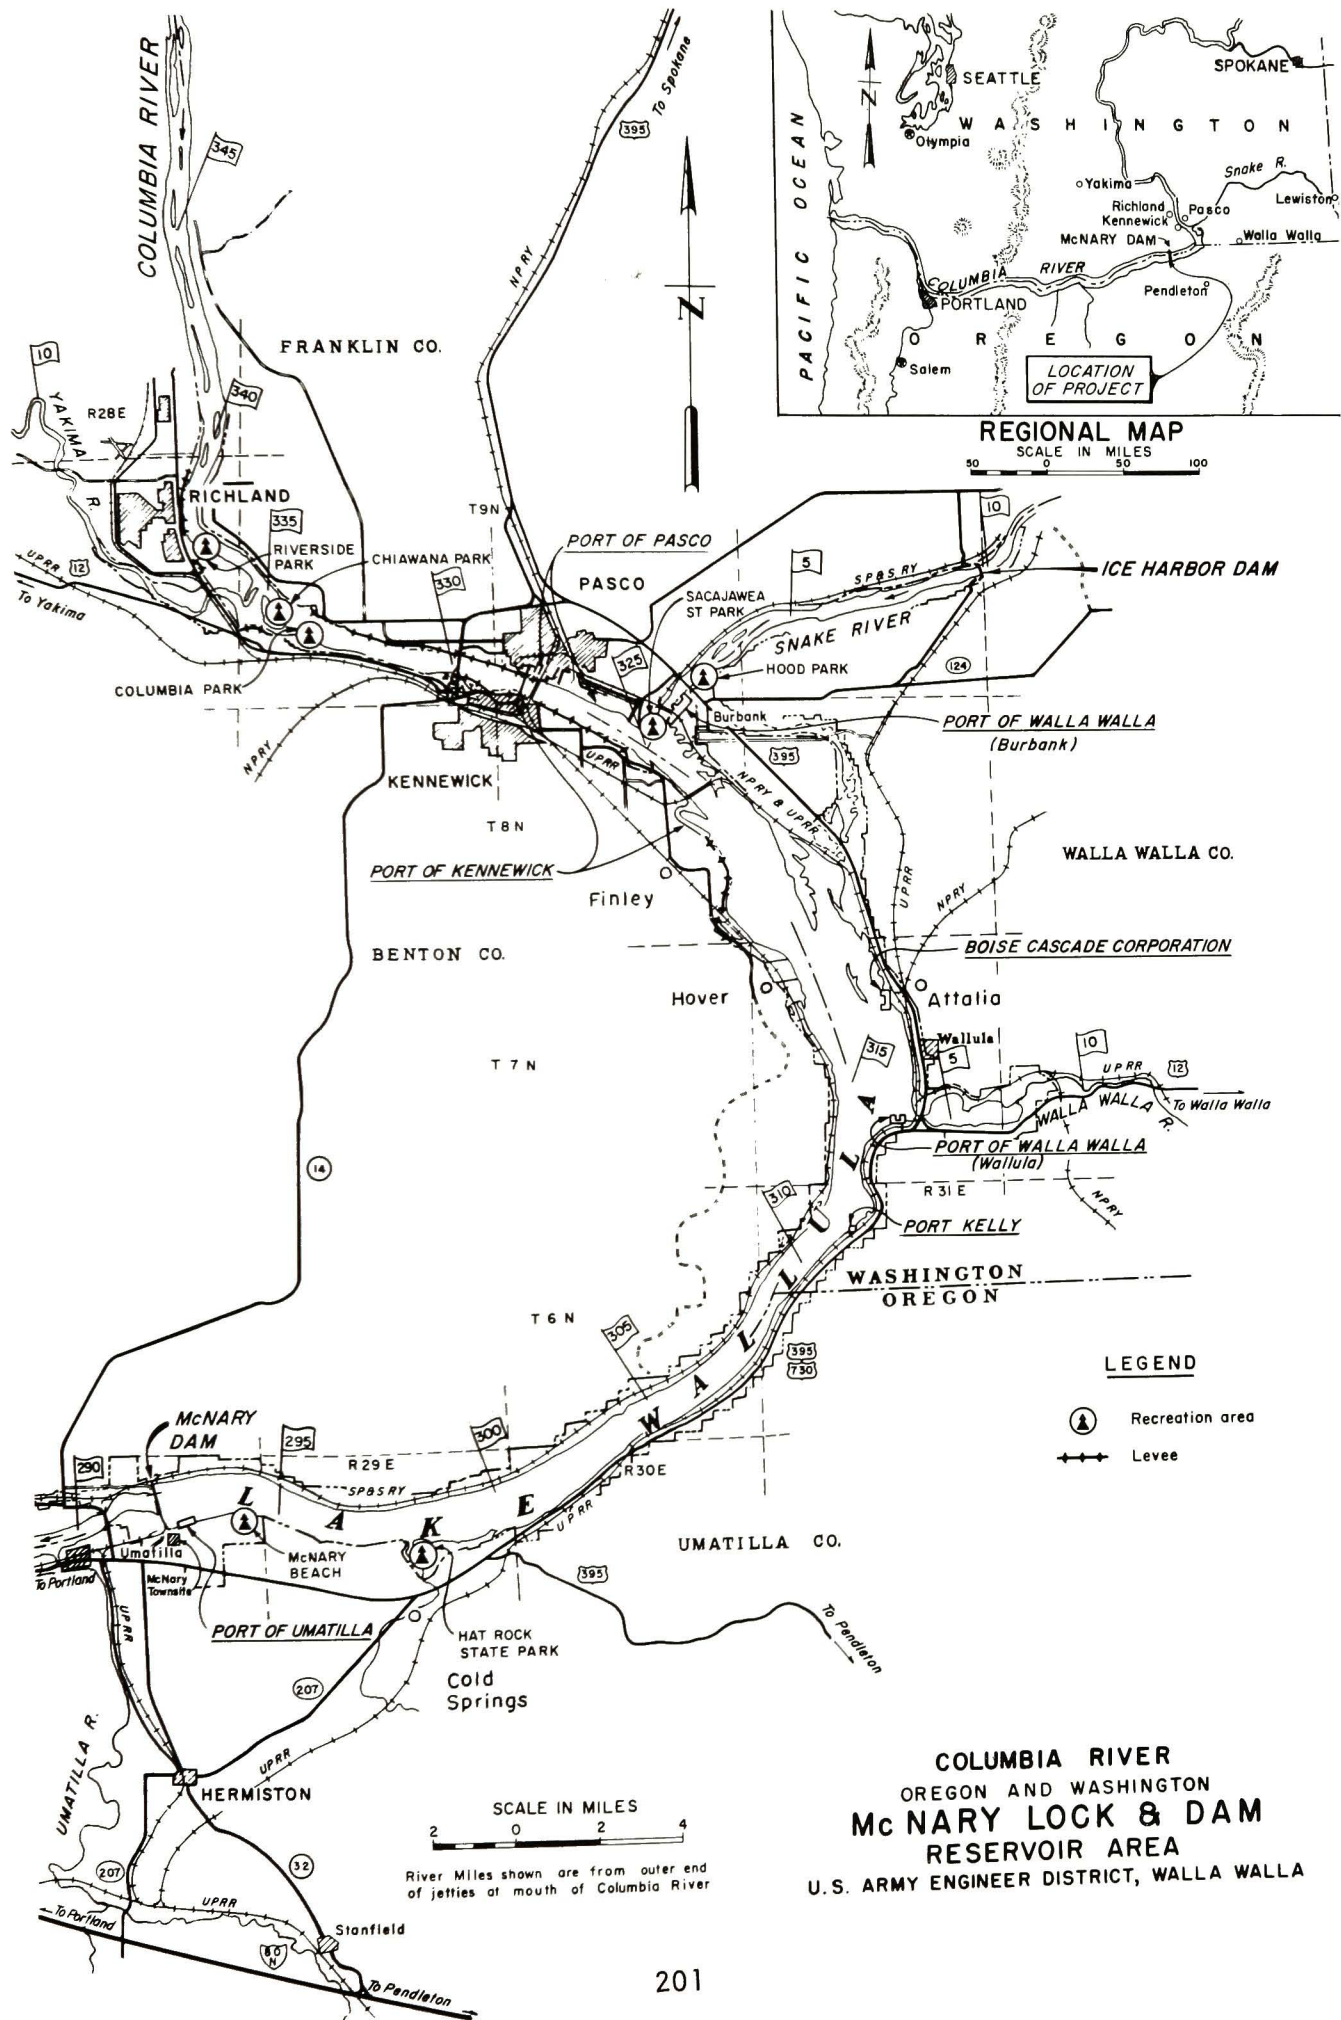 COLUMBIA RIVER
345
To Spokane
395
NPRY
N
FRANKLIN CO.
10
YAKIMA
R.
R28E
340
RICHLAND
335
RIVERSIDE
PARK
CHIAWANA PARK
UPRR
12
To Yakima
COLUMBIA PARK
NPRY
330
T9N
PORT OF PASCO
PASCO
SACAJAWEA
ST PARK
325
5
SP&S RY
10
ICE HARBOR DAM
SNAKE RIVER
HOOD PARK
124
Burbank
PORT OF WALLA WALLA
(Burbank)
395
NPRY & UPRR
UPRR
KENNEWICK
T8N
PORT OF KENNEWICK
Finley
BENTON CO.
WALLA WALLA CO.
UPRR
NPRY
BOISE CASCADE CORPORATION
Hover
Attalia
Wallula
315
5
10
UPRR
12
To Walla Walla
WALLA WALLA R.
T7N
14
PORT OF WALLA WALLA
(Wallula)
R31E
NPRY
310
PORT KELLY
WASHINGTON
OREGON
T6N
305
395
730
LAKE WALLULA
McNARY
DAM
290
295
300
R29E
SP&S RY
R30E
UPRR
UMATILLA CO.
Umatilla
To Portland
McNary
Townsite
McNARY
BEACH
395
To Pendleton
UPRR
PORT OF UMATILLA
HAT ROCK
STATE PARK
Cold
Springs
207
UPRR
UMATILLA R.
HERMISTON
32
207
UPRR
To Portland
80
N
Stanfield
To Pendleton
SEATTLE
SPOKANE
N
WASHINGTON
Olympia
PACIFIC OCEAN
Yakima
Snake R.
Lewiston
Richland
Kennewick
Pasco
McNARY DAM
Walla Walla
COLUMBIA RIVER
Pendleton
PORTLAND
OREGON
Salem
LOCATION
OF PROJECT
REGIONAL MAP
SCALE IN MILES
50 0 50 100
LEGEND
Recreation area
Levee
SCALE IN MILES
2 0 2 4
River Miles shown are from outer end
of jetties at mouth of Columbia River
COLUMBIA RIVER
OREGON AND WASHINGTON
McNARY LOCK & DAM
RESERVOIR AREA
U.S. ARMY ENGINEER DISTRICT, WALLA WALLA
201